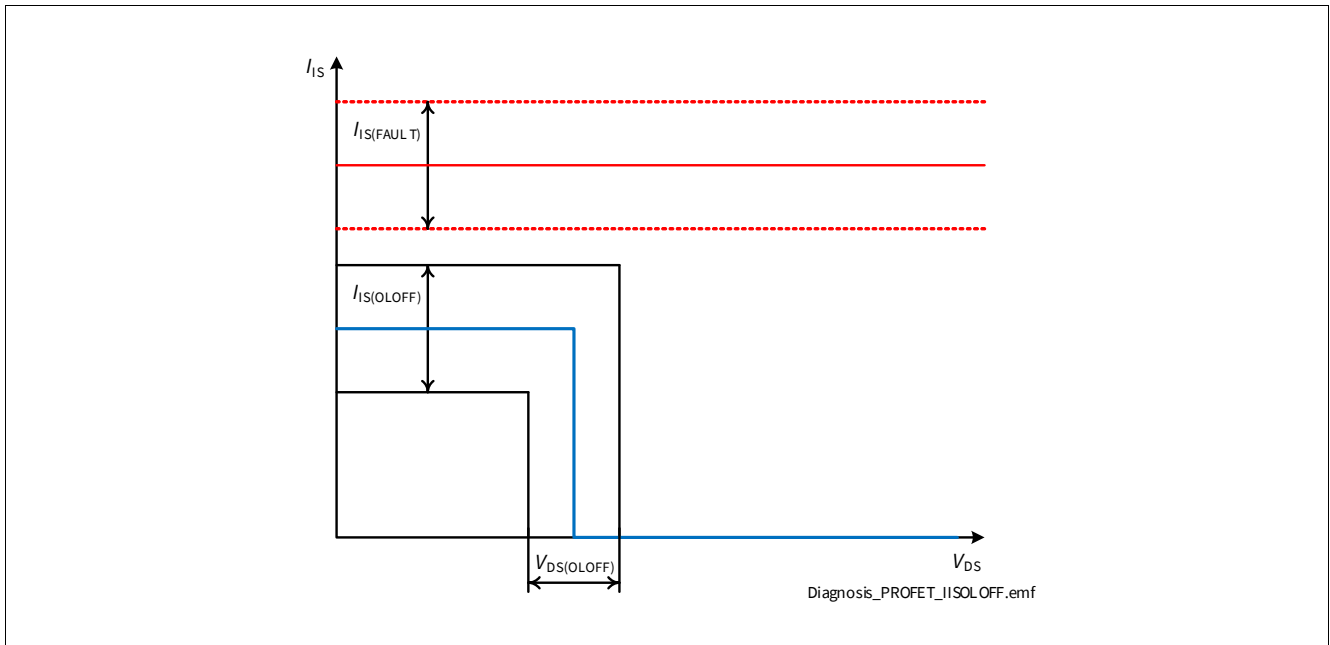 IIS
IIS(FAULT)
IIS(OLOFF)
VDS(OLOFF)
VDS
Diagnosis_PROFET_IISOLOFF.emf